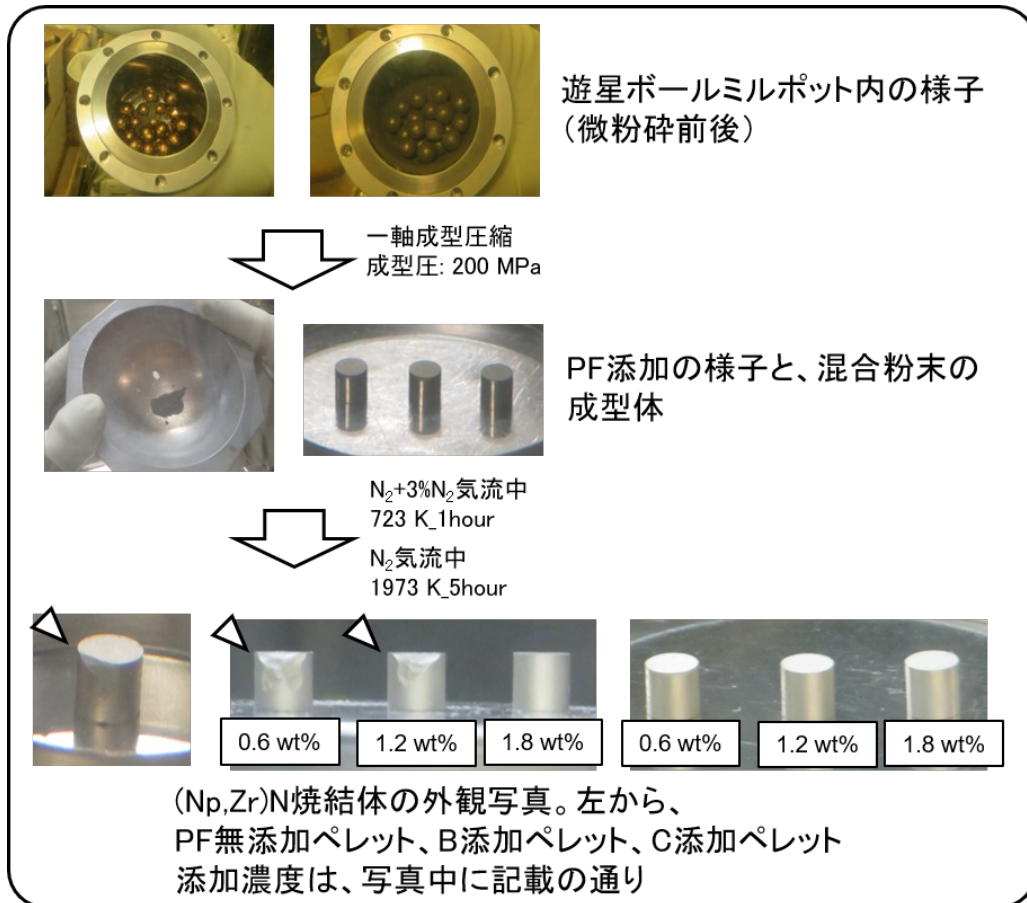 遊星ボールミルポット内の様子
（微粉砕前後）
一軸成型圧縮
成型圧: 200 MPa
PF添加の様子と、混合粉末の
成型体
N₂+3%N₂気流中
723 K_1hour
N₂気流中
1973 K_5hour
0.6 wt%
1.2 wt%
1.8 wt%
0.6 wt%
1.2 wt%
1.8 wt%
(Np,Zr)N焼結体の外観写真。左から、
PF無添加ペレット、B添加ペレット、C添加ペレット
添加濃度は、写真中に記載の通り